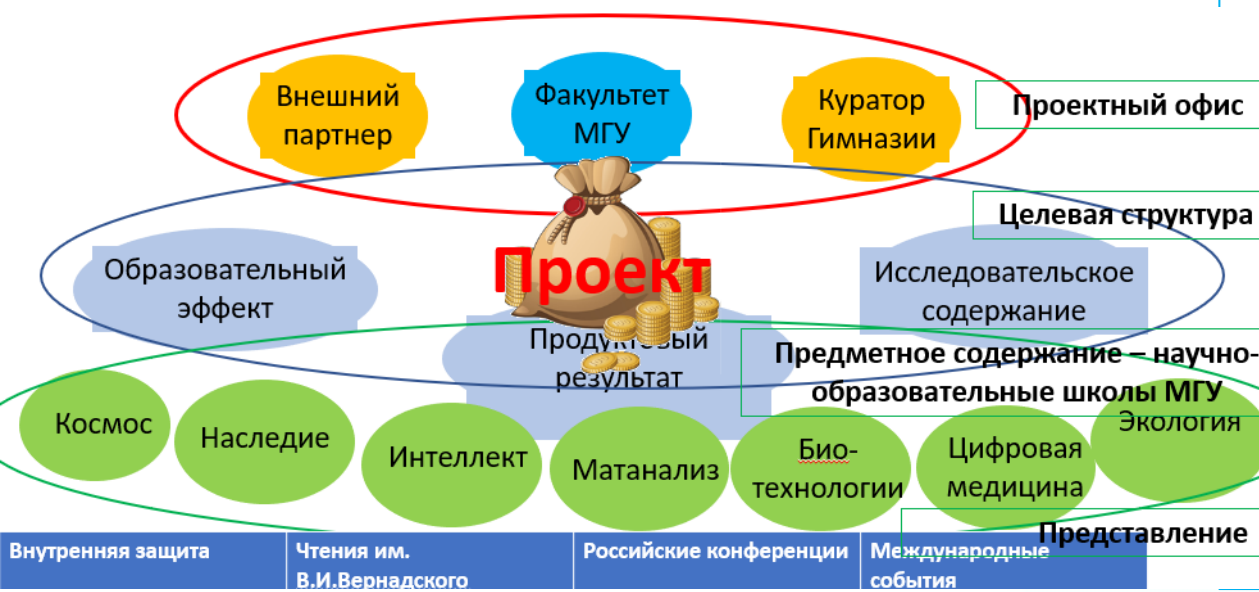 Внешний
партнер
Факультет
МГУ
Куратор
Гимназии
Проектный офис
Целевая структура
Образовательный
эффект
Проект
Исследовательское
содержание
Продуктовый
результат
Предметное содержание – научно-
образовательные школы МГУ
Космос
Наследие
Интеллект
Матанализ
Био-
технологии
Цифровая
медицина
Экология
Представление
Внутренняя защита
Чтения им.
В.И.Вернадского
Российские конференции
Международные
события